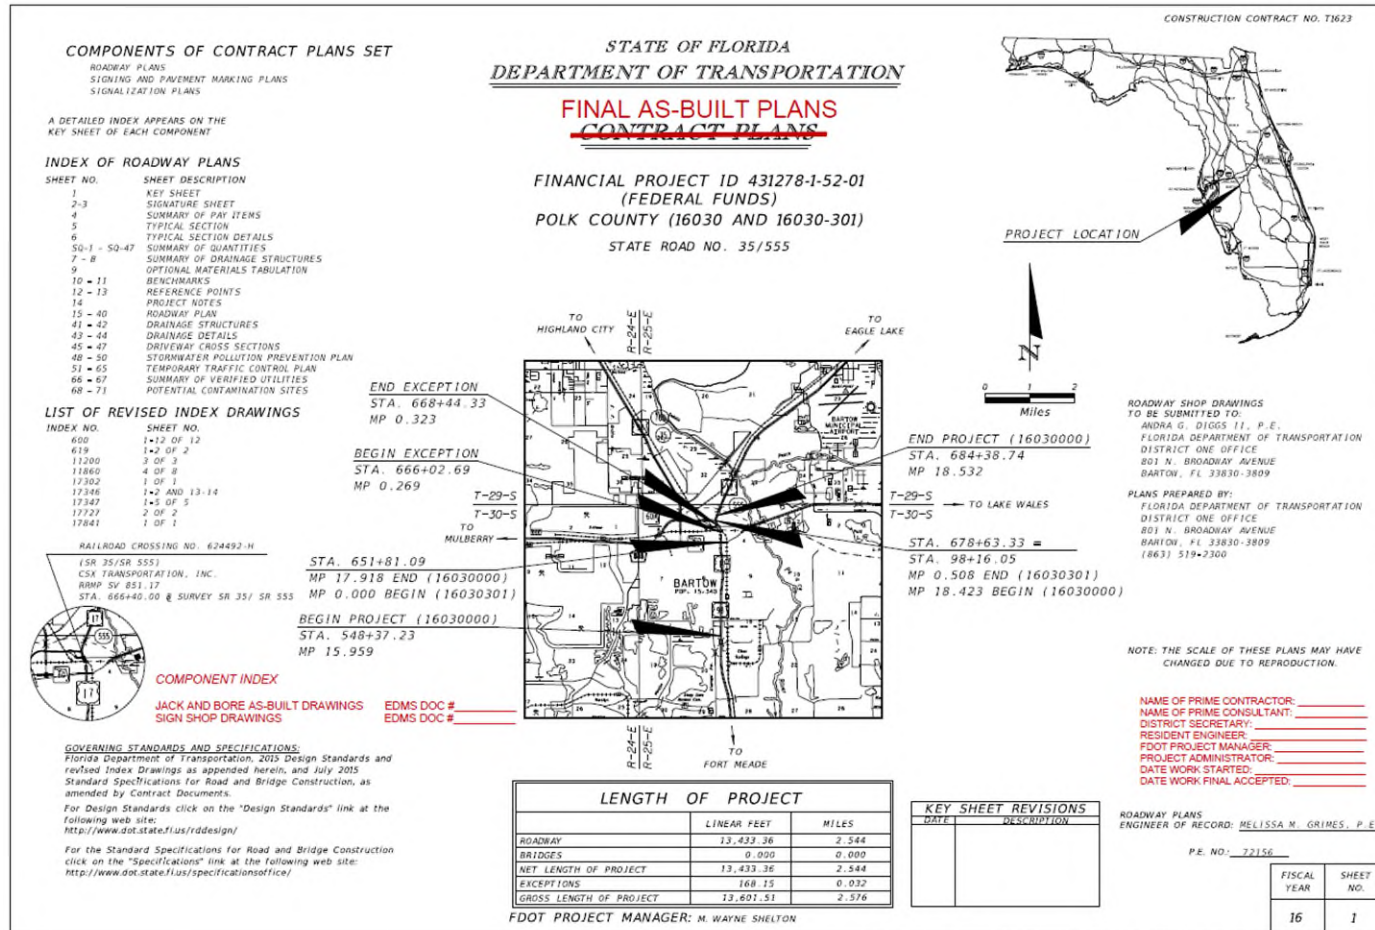 CONSTRUCTION CONTRACT NO. T1623
COMPONENTS OF CONTRACT PLANS SET
ROADWAY PLANS
SIGNING AND PAVEMENT MARKING PLANS
SIGNALIZATION PLANS
A DETAILED INDEX APPEARS ON THE
KEY SHEET OF EACH COMPONENT
STATE OF FLORIDA
DEPARTMENT OF TRANSPORTATION
FINAL AS-BUILT PLANS
CONTRACT PLANS
FINANCIAL PROJECT ID 431278-1-52-01
(FEDERAL FUNDS)
POLK COUNTY (16030 AND 16030-301)
STATE ROAD NO. 35/555
INDEX OF ROADWAY PLANS
SHEET NO. SHEET DESCRIPTION
1 KEY SHEET
2-3 SIGNATURE SHEET
4 SUMMARY OF PAY ITEMS
5 TYPICAL SECTION
6 TYPICAL SECTION DETAILS
SQ-1 - SQ-47 SUMMARY OF QUANTITIES
7 - 8 SUMMARY OF DRAINAGE STRUCTURES
9 OPTIONAL MATERIALS TABULATION
10 - 11 BENCHMARKS
12 - 13 REFERENCE POINTS
14 PROJECT NOTES
15 - 40 ROADWAY PLAN
41 - 42 DRAINAGE STRUCTURES
43 - 44 DRAINAGE DETAILS
45 - 47 DRIVEWAY CROSS SECTIONS
48 - 50 STORMWATER POLLUTION PREVENTION PLAN
51 - 65 TEMPORARY TRAFFIC CONTROL PLAN
66 - 67 SUMMARY OF VERIFIED UTILITIES
68 - 71 POTENTIAL CONTAMINATION SITES
LIST OF REVISED INDEX DRAWINGS
INDEX NO. SHEET NO.
600 1-12 OF 12
619 1-2 OF 2
11200 3 OF 3
11860 4 OF 8
17302 1 OF 1
17346 1-2 AND 13-14
17347 1-5 OF 5
17727 2 OF 2
17841 1 OF 1
RAILROAD CROSSING NO. 624492-H
(SR 35/SR 555)
CSX TRANSPORTATION, INC.
RRMP SV 851.17
STA. 666+40.00 @ SURVEY SR 35/ SR 555
17
555
17
PROJECT LOCATION
N
0 1 2
Miles
TO
HIGHLAND CITY
R-24-E
R-25-E
TO
EAGLE LAKE
END EXCEPTION
STA. 668+44.33
MP 0.323
BEGIN EXCEPTION
STA. 666+02.69
MP 0.269
TO
MULBERRY
STA. 651+81.09
MP 17.918 END (16030000)
MP 0.000 BEGIN (16030301)
BEGIN PROJECT (16030000)
STA. 548+37.23
MP 15.959
BARTOW
MUNICIPAL
AIRPORT
BARTOW
POP. 15,340
END PROJECT (16030000)
STA. 684+38.74
MP 18.532
T-29-S
T-30-S
TO LAKE WALES
T-29-S
T-30-S
STA. 678+63.33 =
STA. 98+16.05
MP 0.508 END (16030301)
MP 18.423 BEGIN (16030000)
R-24-E
R-25-E
TO
FORT MEADE
ROADWAY SHOP DRAWINGS
TO BE SUBMITTED TO:
ANDRA G. DIGGS II, P.E.
FLORIDA DEPARTMENT OF TRANSPORTATION
DISTRICT ONE OFFICE
801 N. BROADWAY AVENUE
BARTOW, FL 33830-3809
PLANS PREPARED BY:
FLORIDA DEPARTMENT OF TRANSPORTATION
DISTRICT ONE OFFICE
801 N. BROADWAY AVENUE
BARTOW, FL 33830-3809
(863) 519-2300
NOTE: THE SCALE OF THESE PLANS MAY HAVE
CHANGED DUE TO REPRODUCTION.
COMPONENT INDEX
JACK AND BORE AS-BUILT DRAWINGS EDMS DOC #
SIGN SHOP DRAWINGS EDMS DOC #
NAME OF PRIME CONTRACTOR:
NAME OF PRIME CONSULTANT:
DISTRICT SECRETARY:
RESIDENT ENGINEER:
FDOT PROJECT MANAGER:
PROJECT ADMINISTRATOR:
DATE WORK STARTED:
DATE WORK FINAL ACCEPTED:
GOVERNING STANDARDS AND SPECIFICATIONS:
Florida Department of Transportation, 2015 Design Standards and
revised Index Drawings as appended herein, and July 2015
Standard Specifications for Road and Bridge Construction, as
amended by Contract Documents.
For Design Standards click on the "Design Standards" link at the
following web site:
http://www.dot.state.fl.us/rddesign/
For the Standard Specifications for Road and Bridge Construction
click on the "Specifications" link at the following web site:
http://www.dot.state.fl.us/specificationsoffice/
LENGTH OF PROJECT
LINEAR FEET MILES
ROADWAY 13,433.36 2.544
BRIDGES 0.000 0.000
NET LENGTH OF PROJECT 13,433.36 2.544
EXCEPTIONS 168.15 0.032
GROSS LENGTH OF PROJECT 13,601.51 2.576
FDOT PROJECT MANAGER: M. WAYNE SHELTON
KEY SHEET REVISIONS
DATE DESCRIPTION
ROADWAY PLANS
ENGINEER OF RECORD: MELISSA M. GRIMES, P.E
P.E. NO.: 72156
FISCAL YEAR SHEET NO.
16 1